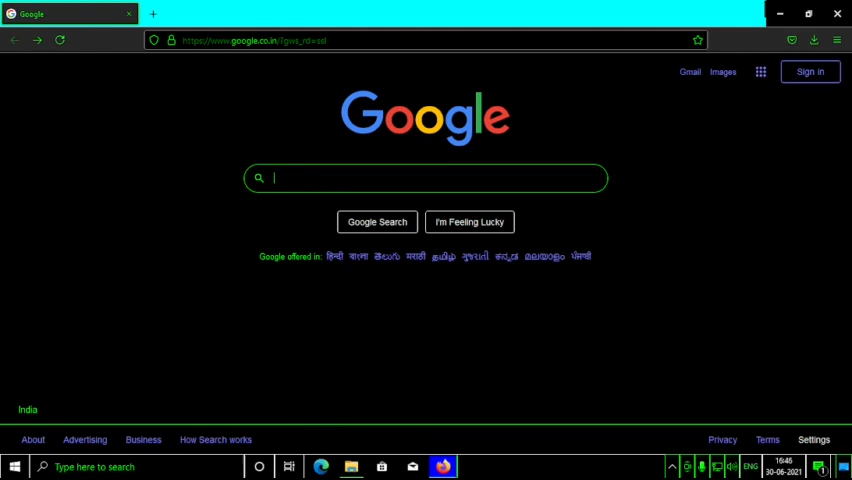 Google
https://www.google.co.in/?gws_rd=ssl
Gmail Images Sign in
Google
Google Search I'm Feeling Lucky
Google offered in: हिन्दी বাংলা తెలుగు मराठी தமிழ் ગુજરાતી ಕನ್ನಡ മലയാളം ਪੰਜਾਬੀ
India
About Advertising Business How Search works Privacy Terms Settings
Type here to search ENG 16:46
30-06-2021
1